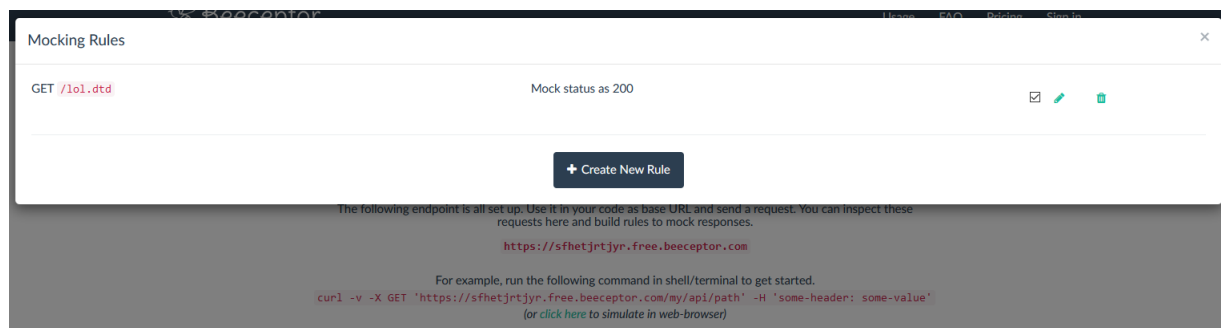 Beeceptor
Usage FAQ Pricing Sign in
Mocking Rules ×
GET /lol.dtd Mock status as 200
+ Create New Rule
The following endpoint is all set up. Use it in your code as base URL and send a request. You can inspect these
requests here and build rules to mock responses.
https://sfhetjrtjyr.free.beeceptor.com
For example, run the following command in shell/terminal to get started.
curl -v -X GET 'https://sfhetjrtjyr.free.beeceptor.com/my/api/path' -H 'some-header: some-value'
(or click here to simulate in web-browser)